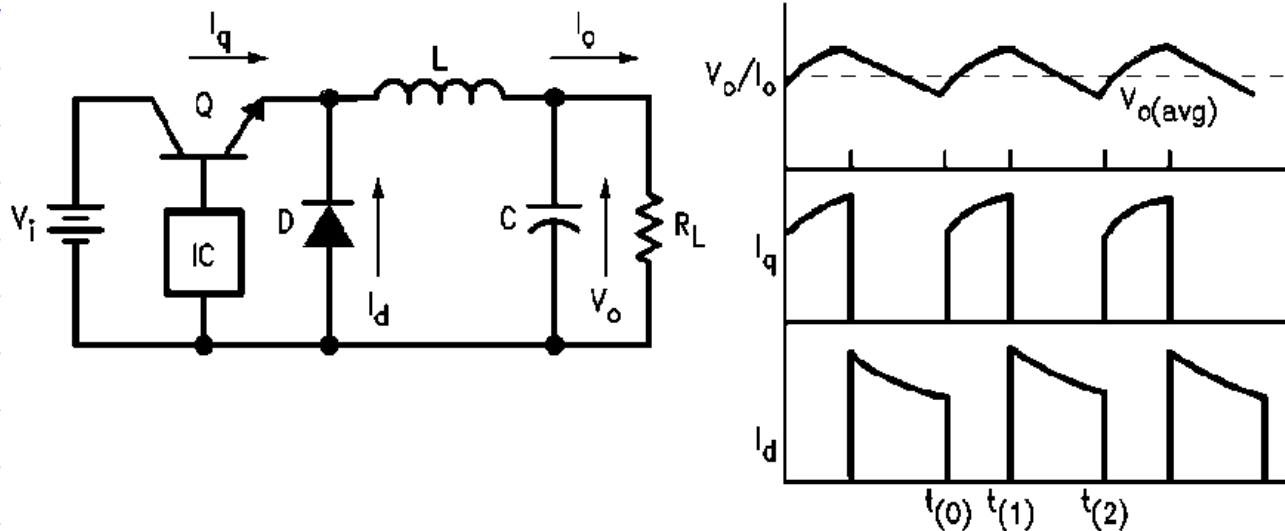 I_q
I_o
L
Q
V_i
IC
D
I_d
C
V_o
R_L
V_o/I_o
V_o(avg)
I_q
I_d
t_(0) t_(1) t_(2)